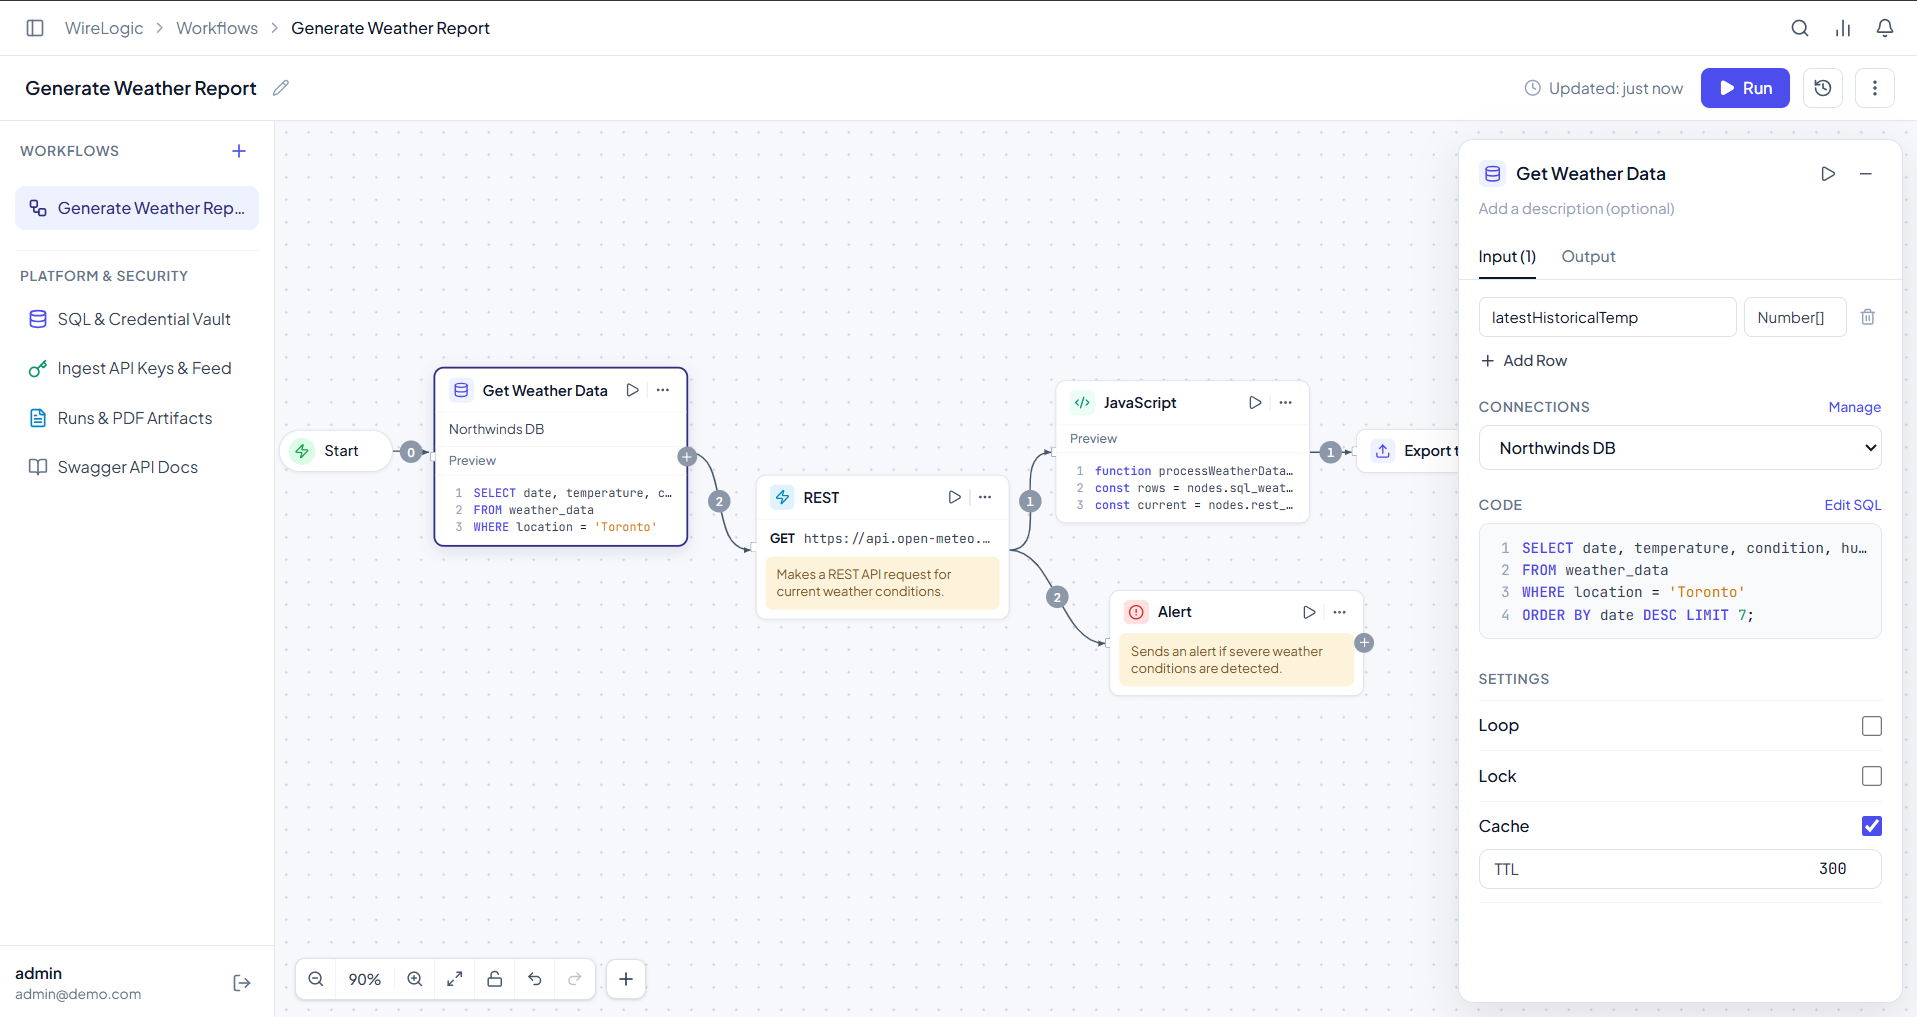 WireLogic > Workflows > Generate Weather Report
Generate Weather Report
Updated: just now
Run
WORKFLOWS
Generate Weather Rep...
PLATFORM & SECURITY
SQL & Credential Vault
Ingest API Keys & Feed
Runs & PDF Artifacts
Swagger API Docs
admin
admin@demo.com
Start
0
Get Weather Data
Northwinds DB
Preview
1 SELECT date, temperature, c...
2 FROM weather_data
3 WHERE location = 'Toronto'
2
REST
GET https://api.open-meteo...
Makes a REST API request for
current weather conditions.
1
2
JavaScript
Preview
1 function processWeatherData...
2 const rows = nodes.sql_weat...
3 const current = nodes.rest_...
1
Export t
Alert
Sends an alert if severe weather
conditions are detected.
90%
Get Weather Data
Add a description (optional)
Input (1) Output
latestHistoricalTemp Number[]
Add Row
CONNECTIONS Manage
Northwinds DB
CODE Edit SQL
1 SELECT date, temperature, condition, hu...
2 FROM weather_data
3 WHERE location = 'Toronto'
4 ORDER BY date DESC LIMIT 7;
SETTINGS
Loop
Lock
Cache
TTL 300